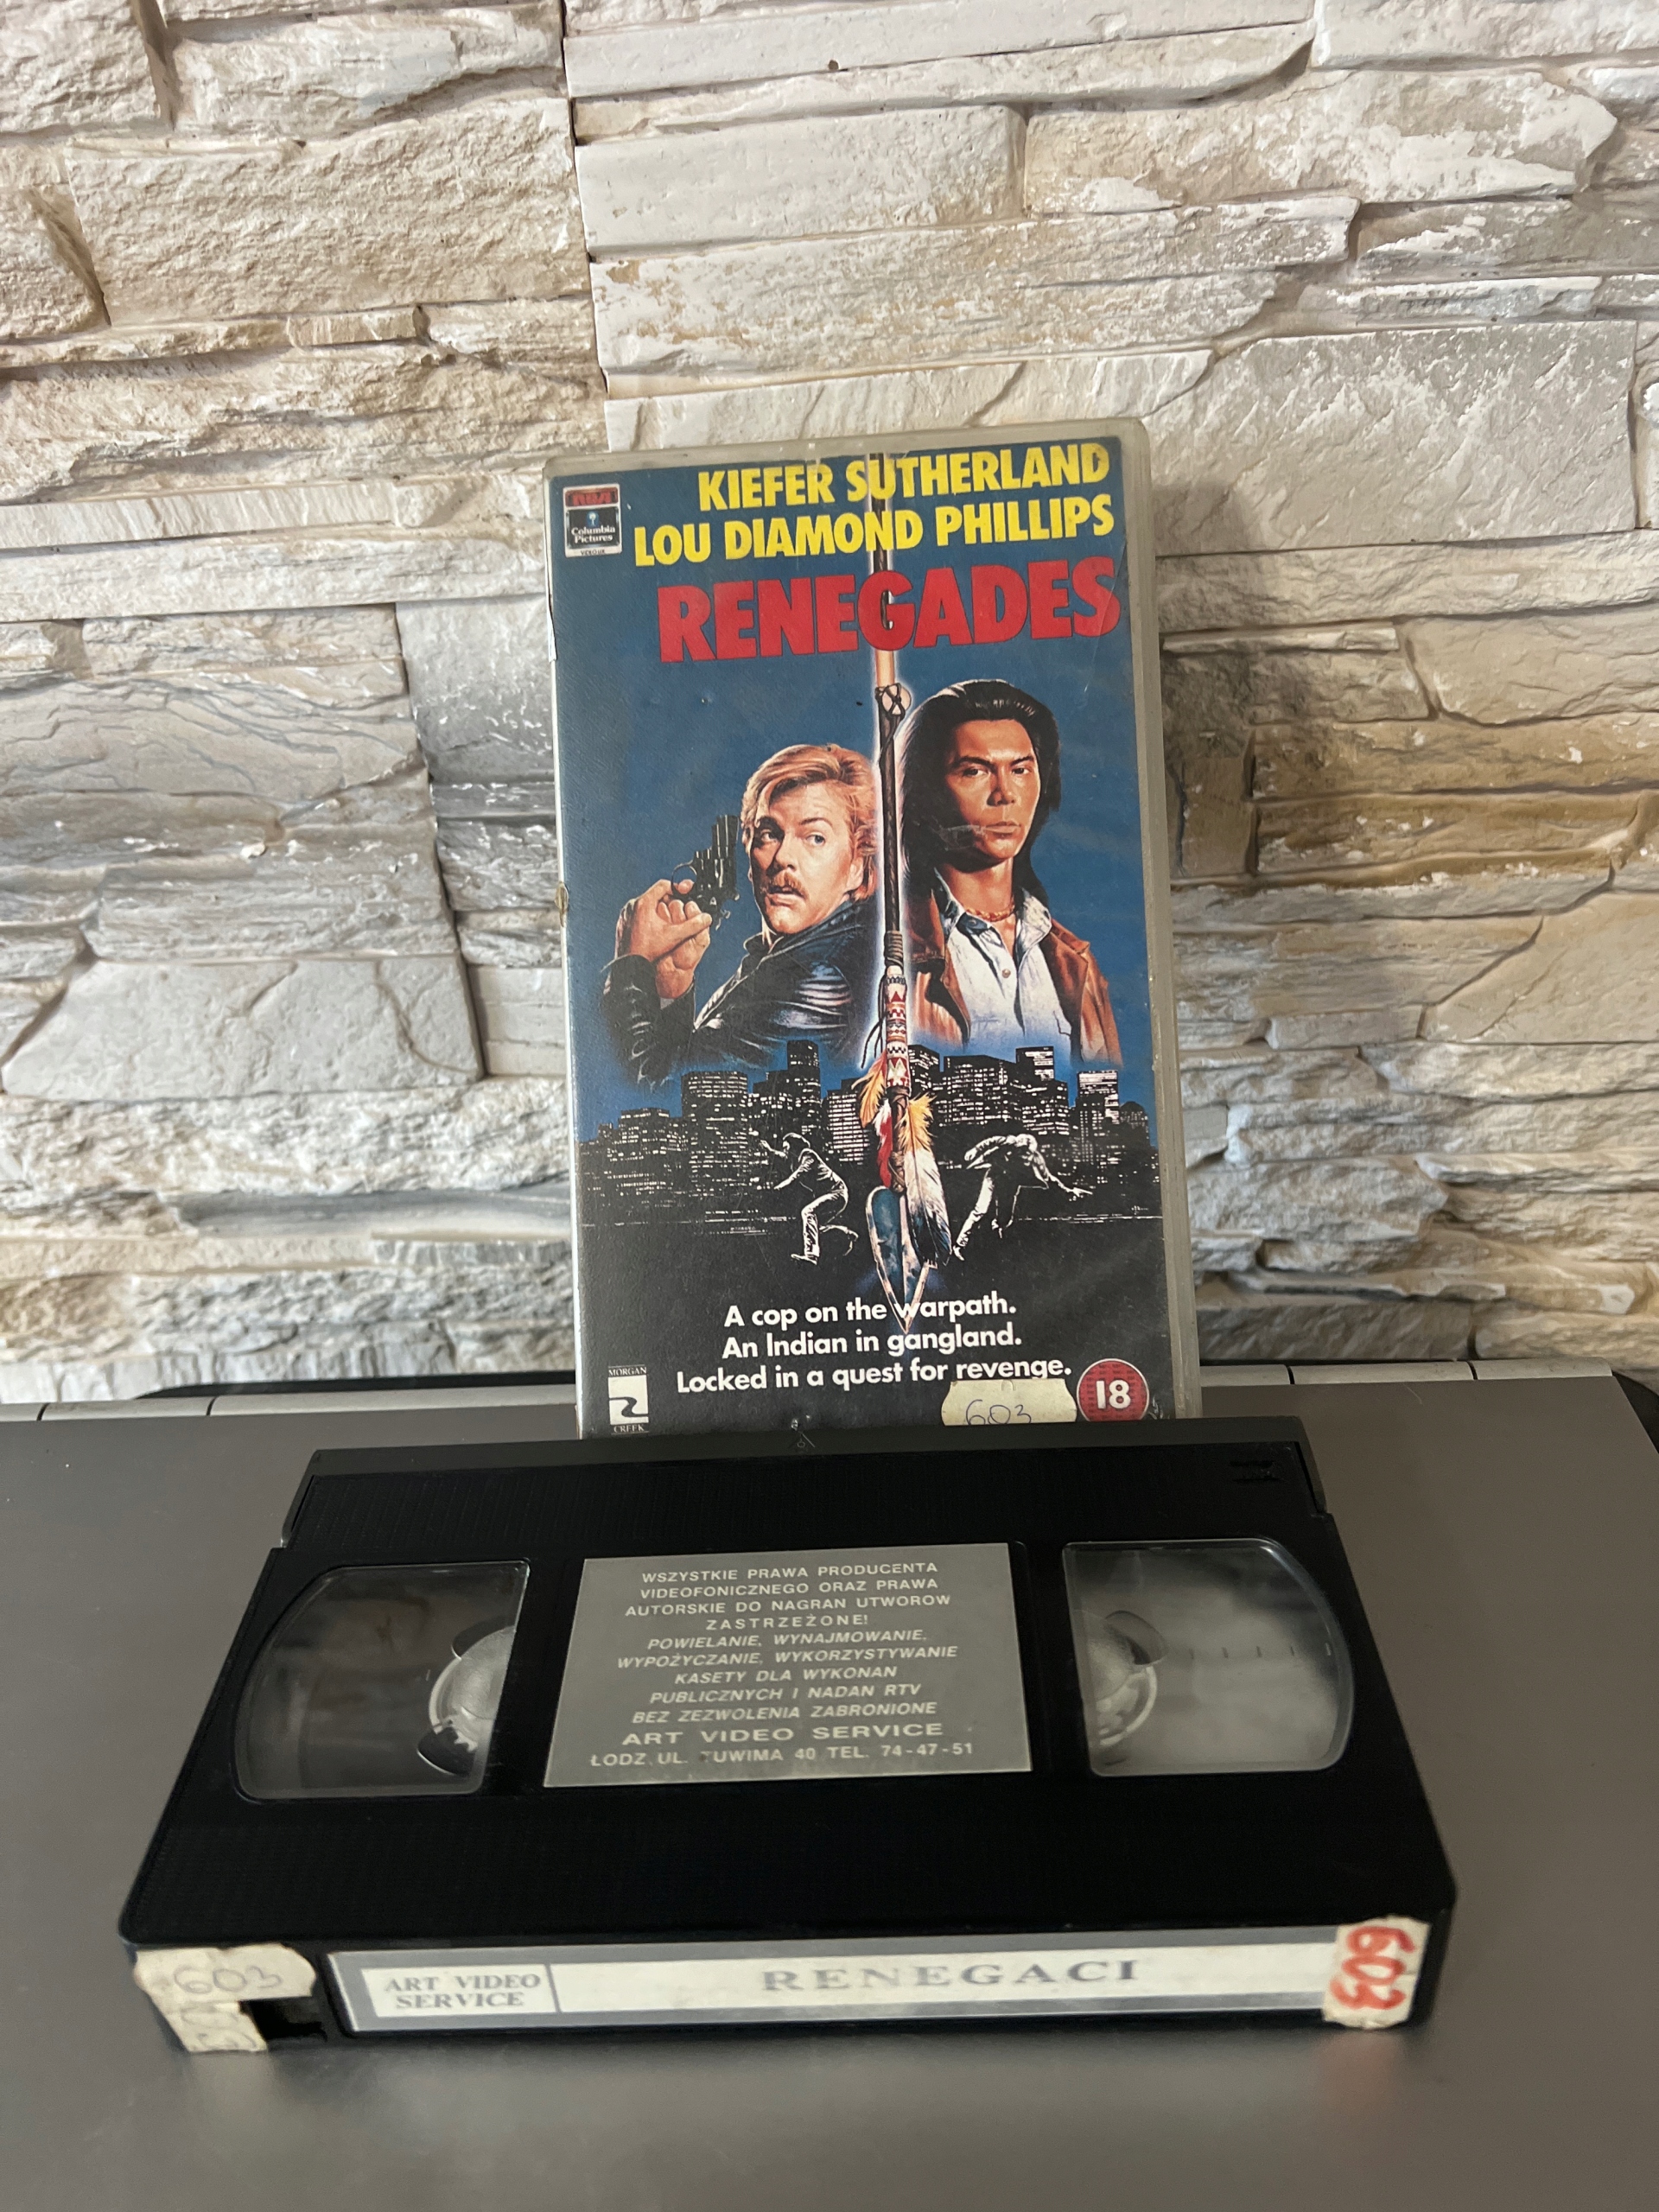 KIEFER SUTHERLAND
LOU DIAMOND PHILLIPS
RCA
Columbia
Pictures
RENEGADES
A cop on the warpath.
An Indian in gangland.
Locked in a quest for revenge.
MORGAN
CREEK
603
18
WSZYSTKIE PRAWA PRODUCENTA
VIDEOFONICZNEGO ORAZ PRAWA
AUTORSKIE DO NAGRAN UTWOROW
ZASTRZEŻONE!
POWIELANIE, WYNAJMOWANIE,
WYPOŻYCZANIE, WYKORZYSTYWANIE
KASETY DLA WYKONAN
PUBLICZNYCH I NADAN RTV
BEZ ZEZWOLENIA ZABRONIONE
ART VIDEO SERVICE
ŁODZ, UL. TUWIMA 40 TEL. 74-47-51
603
ART VIDEO
SERVICE
RENEGACI
603